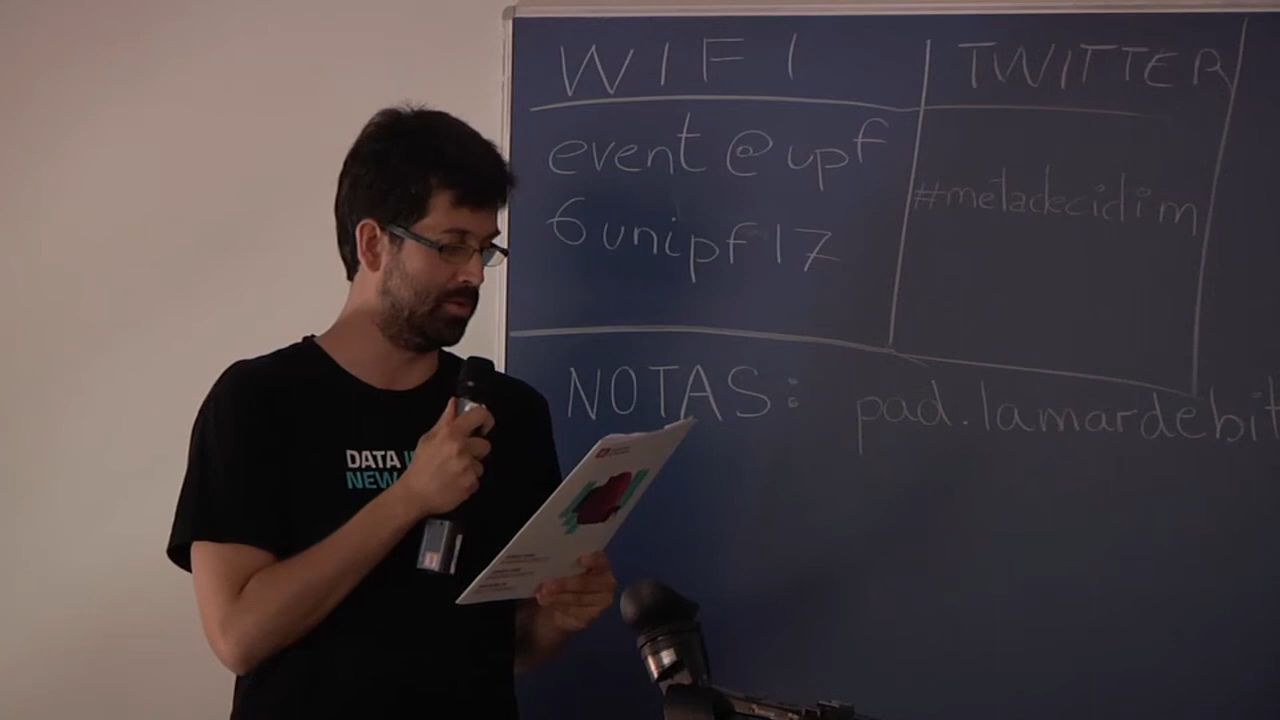 WIFI
event@upf
6unipf17
TWITTER
#metadecidim
NOTAS: pad.lamardebit
DATA
NEW